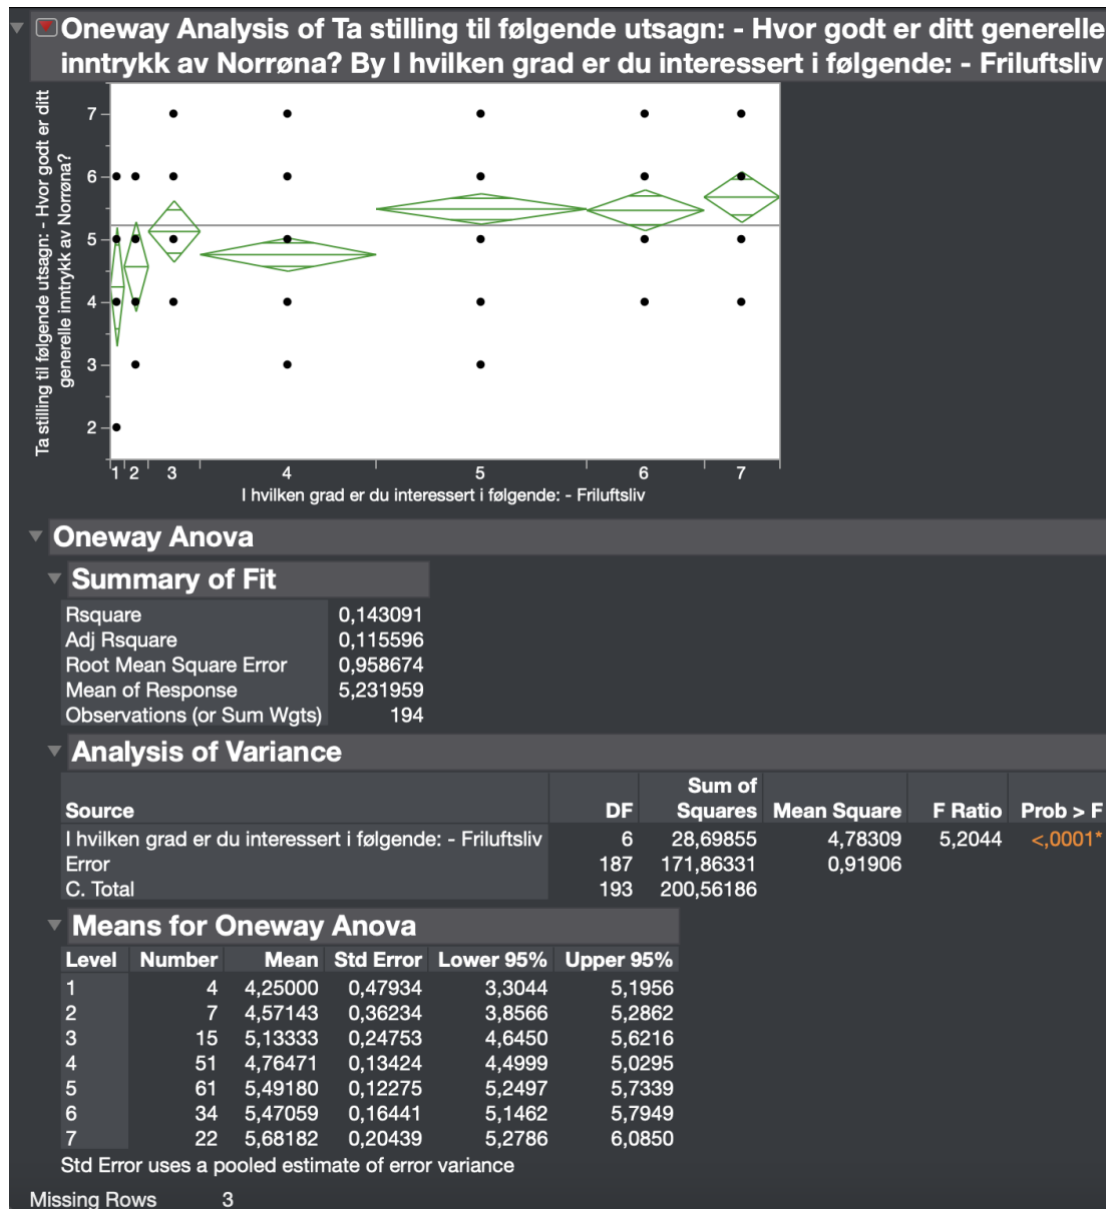 Oneway Analysis of Ta stilling til følgende utsagn: - Hvor godt er ditt generelle
inntrykk av Norrøna? By I hvilken grad er du interessert i følgende: - Friluftsliv
Ta stilling til følgende utsagn: - Hvor godt er ditt
generelle inntrykk av Norrøna?
7
6
5
4
3
2
1 2 3 4 5 6 7
I hvilken grad er du interessert i følgende: - Friluftsliv
Oneway Anova
Summary of Fit
Rsquare 0,143091
Adj Rsquare 0,115596
Root Mean Square Error 0,958674
Mean of Response 5,231959
Observations (or Sum Wgts) 194
Analysis of Variance
Sum of
Source DF Squares Mean Square F Ratio Prob > F
I hvilken grad er du interessert i følgende: - Friluftsliv 6 28,69855 4,78309 5,2044 <,0001*
Error 187 171,86331 0,91906
C. Total 193 200,56186
Means for Oneway Anova
Level Number Mean Std Error Lower 95% Upper 95%
1 4 4,25000 0,47934 3,3044 5,1956
2 7 4,57143 0,36234 3,8566 5,2862
3 15 5,13333 0,24753 4,6450 5,6216
4 51 4,76471 0,13424 4,4999 5,0295
5 61 5,49180 0,12275 5,2497 5,7339
6 34 5,47059 0,16441 5,1462 5,7949
7 22 5,68182 0,20439 5,2786 6,0850
Std Error uses a pooled estimate of error variance
Missing Rows 3